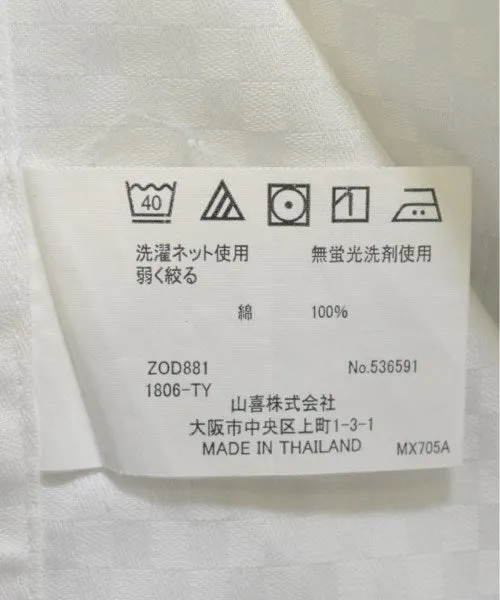 40
洗濯ネット使用 無蛍光洗剤使用
弱く絞る
綿 100%
ZOD881 No.536591
1806-TY
山喜株式会社
大阪市中央区上町1-3-1
MADE IN THAILAND MX705A